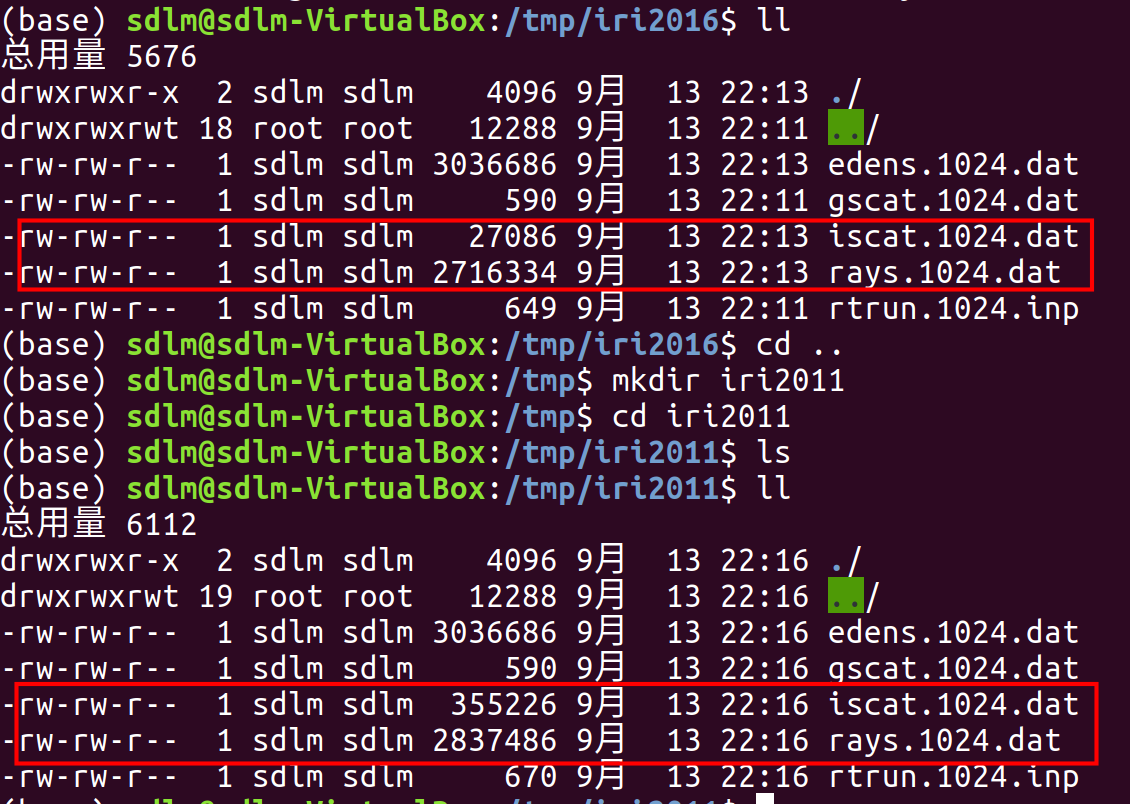 (base) sdlm@sdlm-VirtualBox:/tmp/iri2016$ ll
总用量 5676
drwxrwxr-x  2 sdlm sdlm    4096 9月  13 22:13 ./
drwxrwxrwt 18 root root   12288 9月  13 22:11 ../
-rw-rw-r--  1 sdlm sdlm 3036686 9月  13 22:13 edens.1024.dat
-rw-rw-r--  1 sdlm sdlm     590 9月  13 22:11 gscat.1024.dat
-rw-rw-r--  1 sdlm sdlm   27086 9月  13 22:13 iscat.1024.dat
-rw-rw-r--  1 sdlm sdlm 2716334 9月  13 22:13 rays.1024.dat
-rw-rw-r--  1 sdlm sdlm     649 9月  13 22:11 rtrun.1024.inp
(base) sdlm@sdlm-VirtualBox:/tmp/iri2016$ cd ..
(base) sdlm@sdlm-VirtualBox:/tmp$ mkdir iri2011
(base) sdlm@sdlm-VirtualBox:/tmp$ cd iri2011
(base) sdlm@sdlm-VirtualBox:/tmp/iri2011$ ls
(base) sdlm@sdlm-VirtualBox:/tmp/iri2011$ ll
总用量 6112
drwxrwxr-x  2 sdlm sdlm    4096 9月  13 22:16 ./
drwxrwxrwt 19 root root   12288 9月  13 22:16 ../
-rw-rw-r--  1 sdlm sdlm 3036686 9月  13 22:16 edens.1024.dat
-rw-rw-r--  1 sdlm sdlm     590 9月  13 22:16 gscat.1024.dat
-rw-rw-r--  1 sdlm sdlm  355226 9月  13 22:16 iscat.1024.dat
-rw-rw-r--  1 sdlm sdlm 2837486 9月  13 22:16 rays.1024.dat
-rw-rw-r--  1 sdlm sdlm     670 9月  13 22:16 rtrun.1024.inp